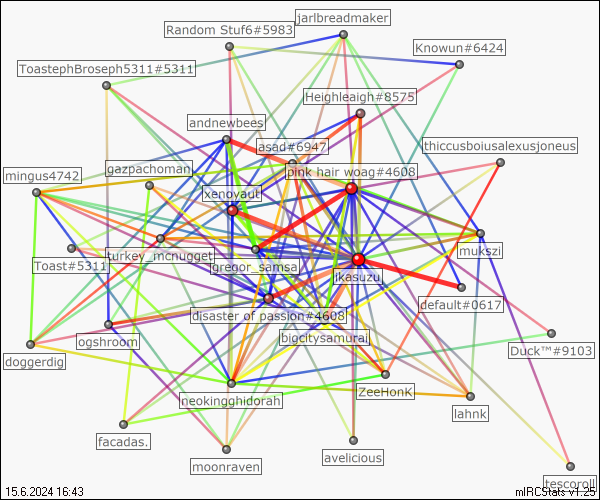 jarlbreadmaker
Random Stuf6#5983
Knowun#6424
ToastephBroseph5311#5311
Heighleaigh#8575
andnewbees
asad#6947
thiccusboiusalexusjoneus
gazpachoman
pink hair woag#4608
mingus4742
xenovault
mukszi
turkey_mcnugget
Toast#5311
gregor_samsa
jkasuzu
default#0617
disaster of passion#4608
ogshroom
bigcitysamurai
Duck™#9103
doggerdig
ZeeHonK
neokingghidorah
lahnk
facadas.
avelicious
moonraven
tescoroll
15.6.2024 16:43
mIRCStats v1.25